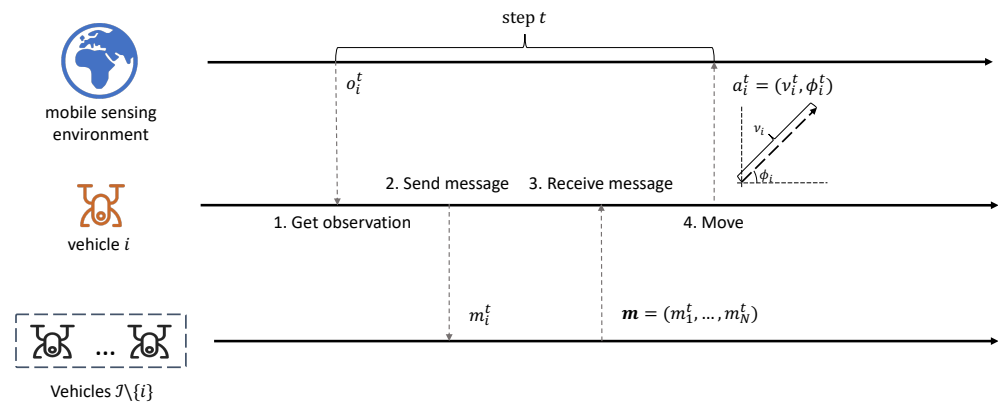 step t
o_i^t
a_i^t = (v_i^t, ϕ_i^t)
mobile sensing
environment
v_i
ϕ_i
2. Send message
3. Receive message
1. Get observation
4. Move
vehicle i
m_i^t
m = (m_1^t, ..., m_N^t)
...
Vehicles ℐ\{i}